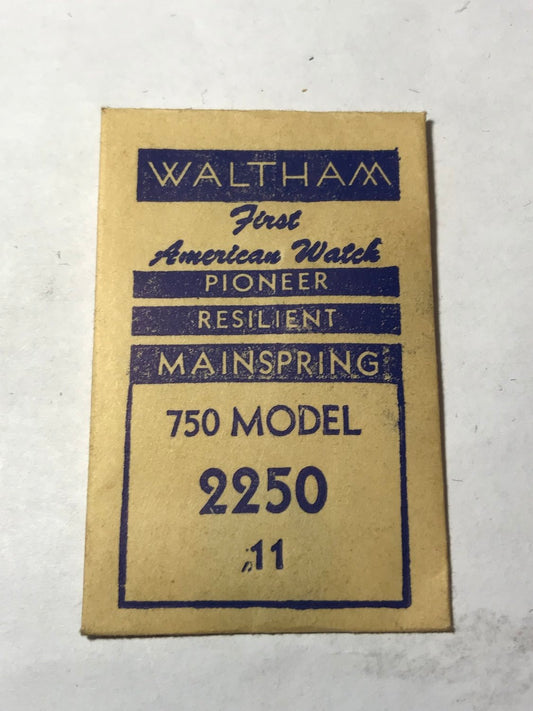 WALTHAM
First
American Watch
PIONEER
RESILIENT
MAINSPRING
750 MODEL
2250
.11